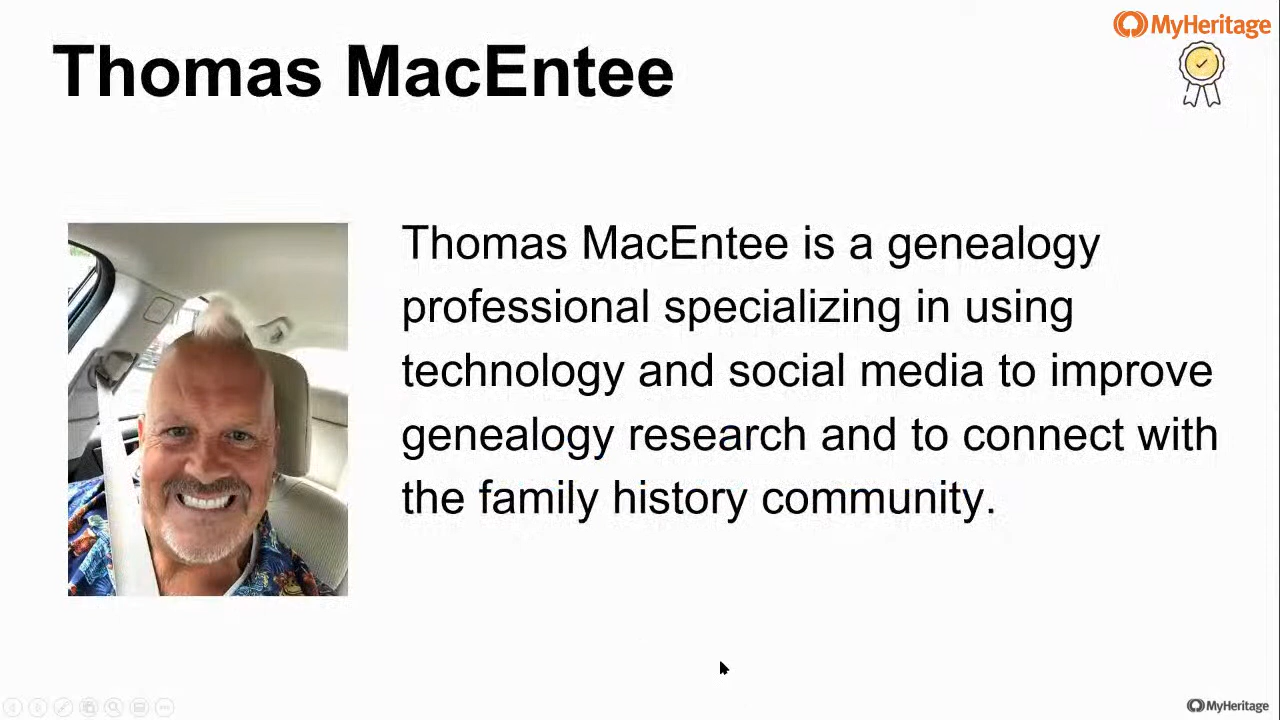 MyHeritage
Thomas MacEntee
Thomas MacEntee is a genealogy
professional specializing in using
technology and social media to improve
genealogy research and to connect with
the family history community.
MyHeritage